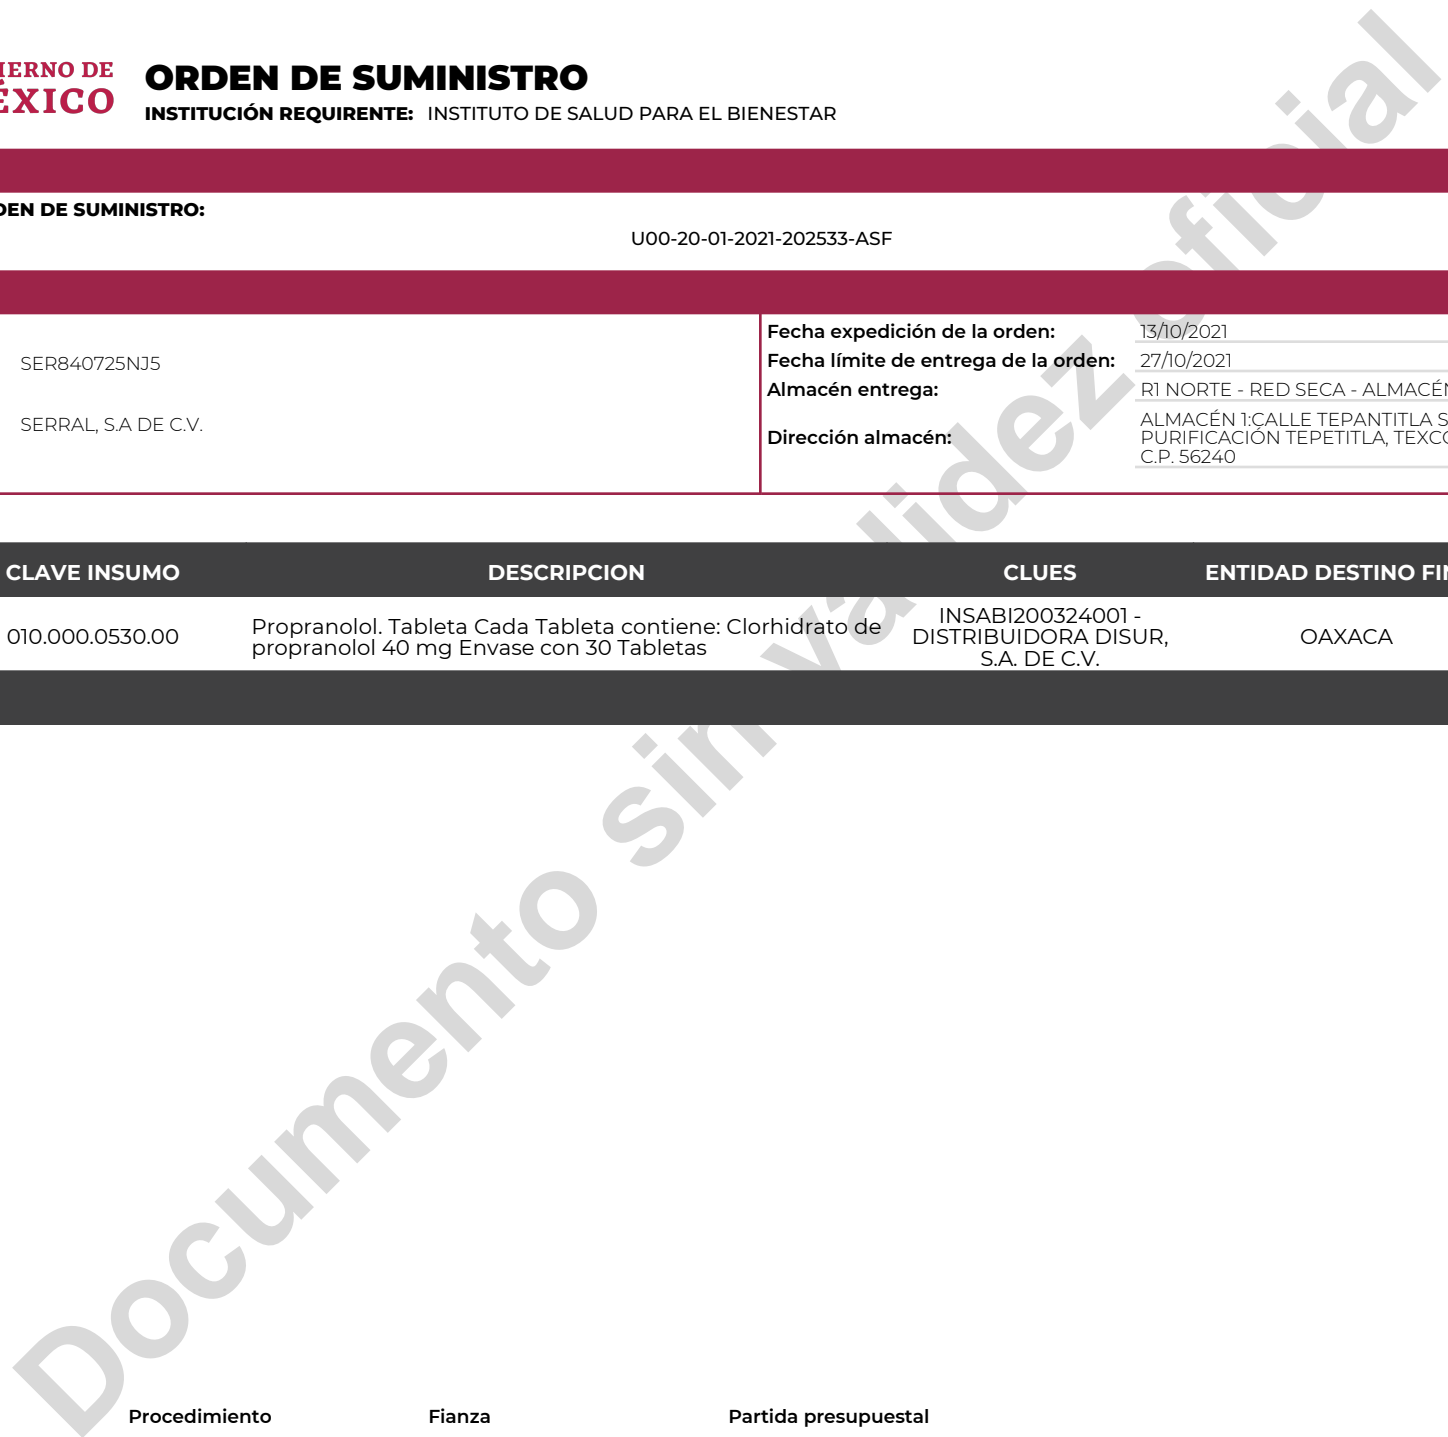 IERNO DE
ÉXICO
ORDEN DE SUMINISTRO
INSTITUCIÓN REQUIRENTE: INSTITUTO DE SALUD PARA EL BIENESTAR
DEN DE SUMINISTRO:
U00-20-01-2021-202533-ASF
SER840725NJ5
SERRAL, S.A DE C.V.
Fecha expedición de la orden: 13/10/2021
Fecha límite de entrega de la orden: 27/10/2021
Almacén entrega: R1 NORTE - RED SECA - ALMACÉN
Dirección almacén: ALMACÉN 1:CALLE TEPANTITLA S
PURIFICACIÓN TEPETITLA, TEXCO
C.P. 56240
CLAVE INSUMO DESCRIPCION CLUES ENTIDAD DESTINO FIN
010.000.0530.00 Propranolol. Tableta Cada Tableta contiene: Clorhidrato de
propranolol 40 mg Envase con 30 Tabletas
INSABI200324001 -
DISTRIBUIDORA DISUR,
S.A. DE C.V.
OAXACA
Documento sin validez oficial
Procedimiento Fianza Partida presupuestal